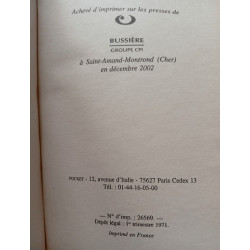 Achevé d'imprimer sur les presses de
BUSSIÈRE
GROUPE CPI
à Saint-Amand-Montrond (Cher)
en décembre 2002
POCKET - 12, avenue d'Italie - 75627 Paris Cedex 13
Tél. : 01-44-16-05-00
— N° d'imp. : 26569. —
Dépôt légal : 1er trimestre 1971.
Imprimé en France